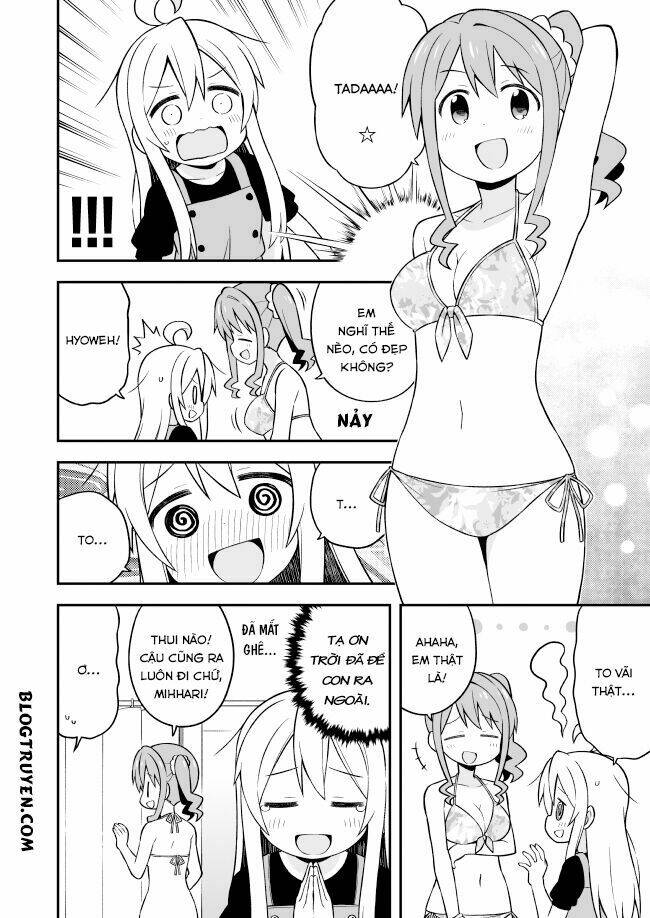 TADAAAA!
☆
!!!
EM
NGHĨ THẾ
NÈO, CÓ ĐẸP
KHÔNG?
NẢY
HYOWEH!
T...
TO...
TO VÃI
THẬT...
AHAHA,
EM THẬT
LÀ!
TẠ ƠN
TRỜI ĐÃ ĐỂ
CON RA
NGOÀI.
ĐÃ MẮT
GHÊ...
THUI NÀO!
CẬU CŨNG RA
LUÔN ĐI CHỨ,
MIHHARI!
Ơ...
BLOGTRUYEN.COM